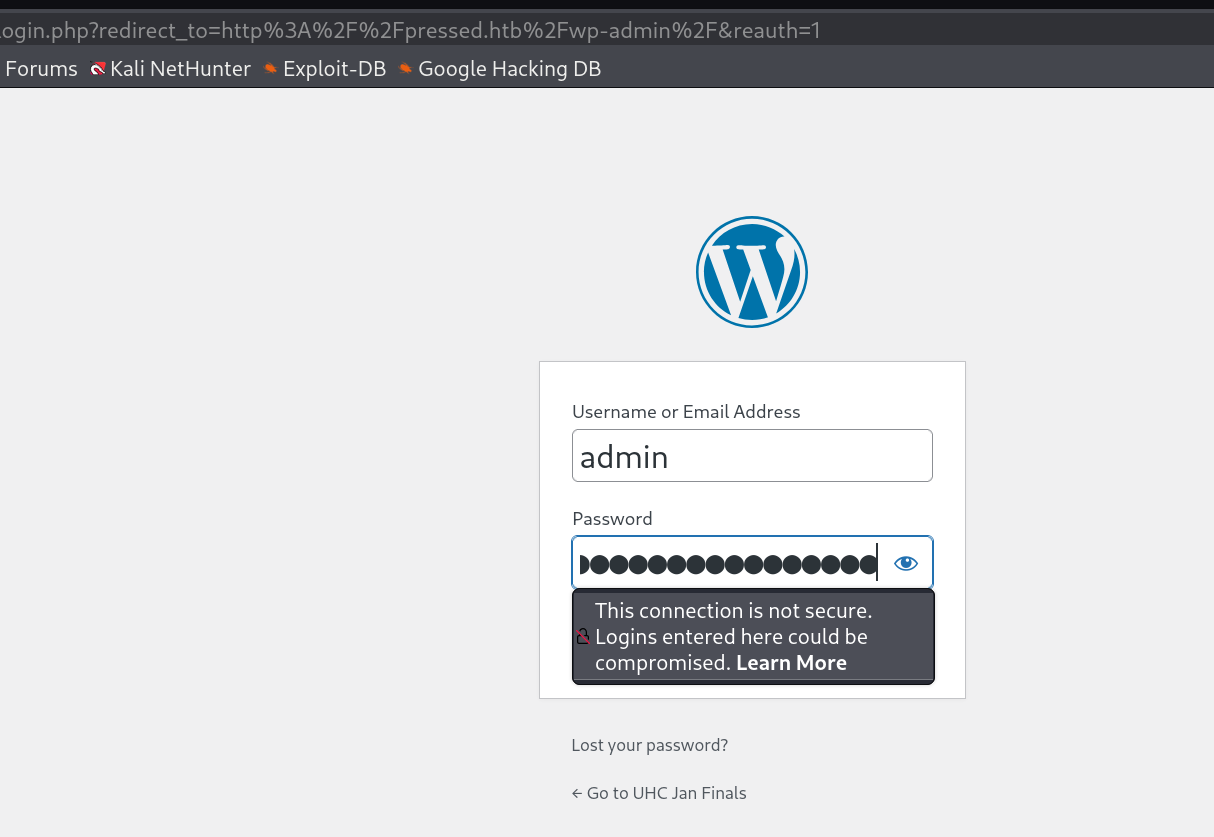 ogin.php?redirect_to=http%3A%2F%2Fpressed.htb%2Fwp-admin%2F&reauth=1
Forums Kali NetHunter Exploit-DB Google Hacking DB
Username or Email Address
admin
Password
This connection is not secure.
Logins entered here could be
compromised. Learn More
Lost your password?
← Go to UHC Jan Finals